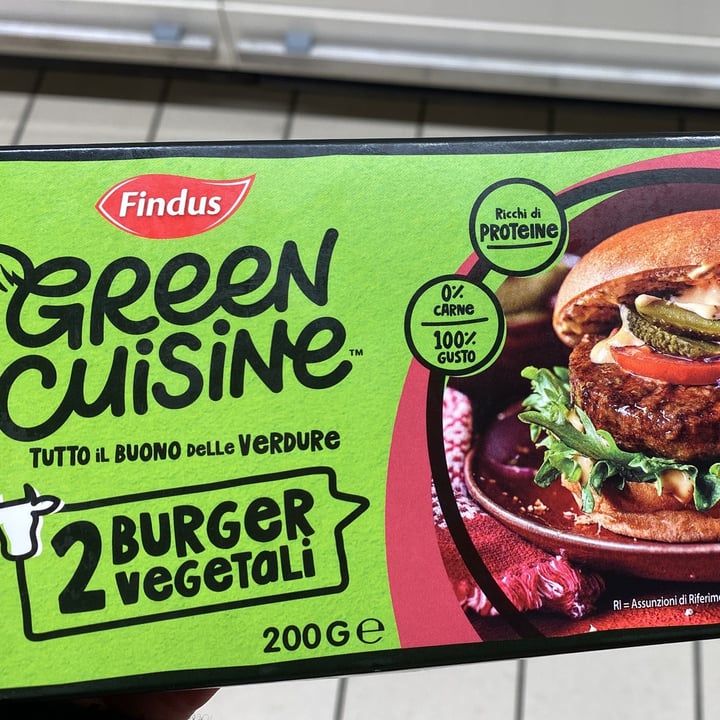 Findus
GREEN
CUISINE™
TUTTO IL BUONO DELLE VERDURE
2 BURGER
VEGETALI
200 G e
Ricchi di
PROTEINE
0%
CARNE
100%
GUSTO
RI = Assunzioni di